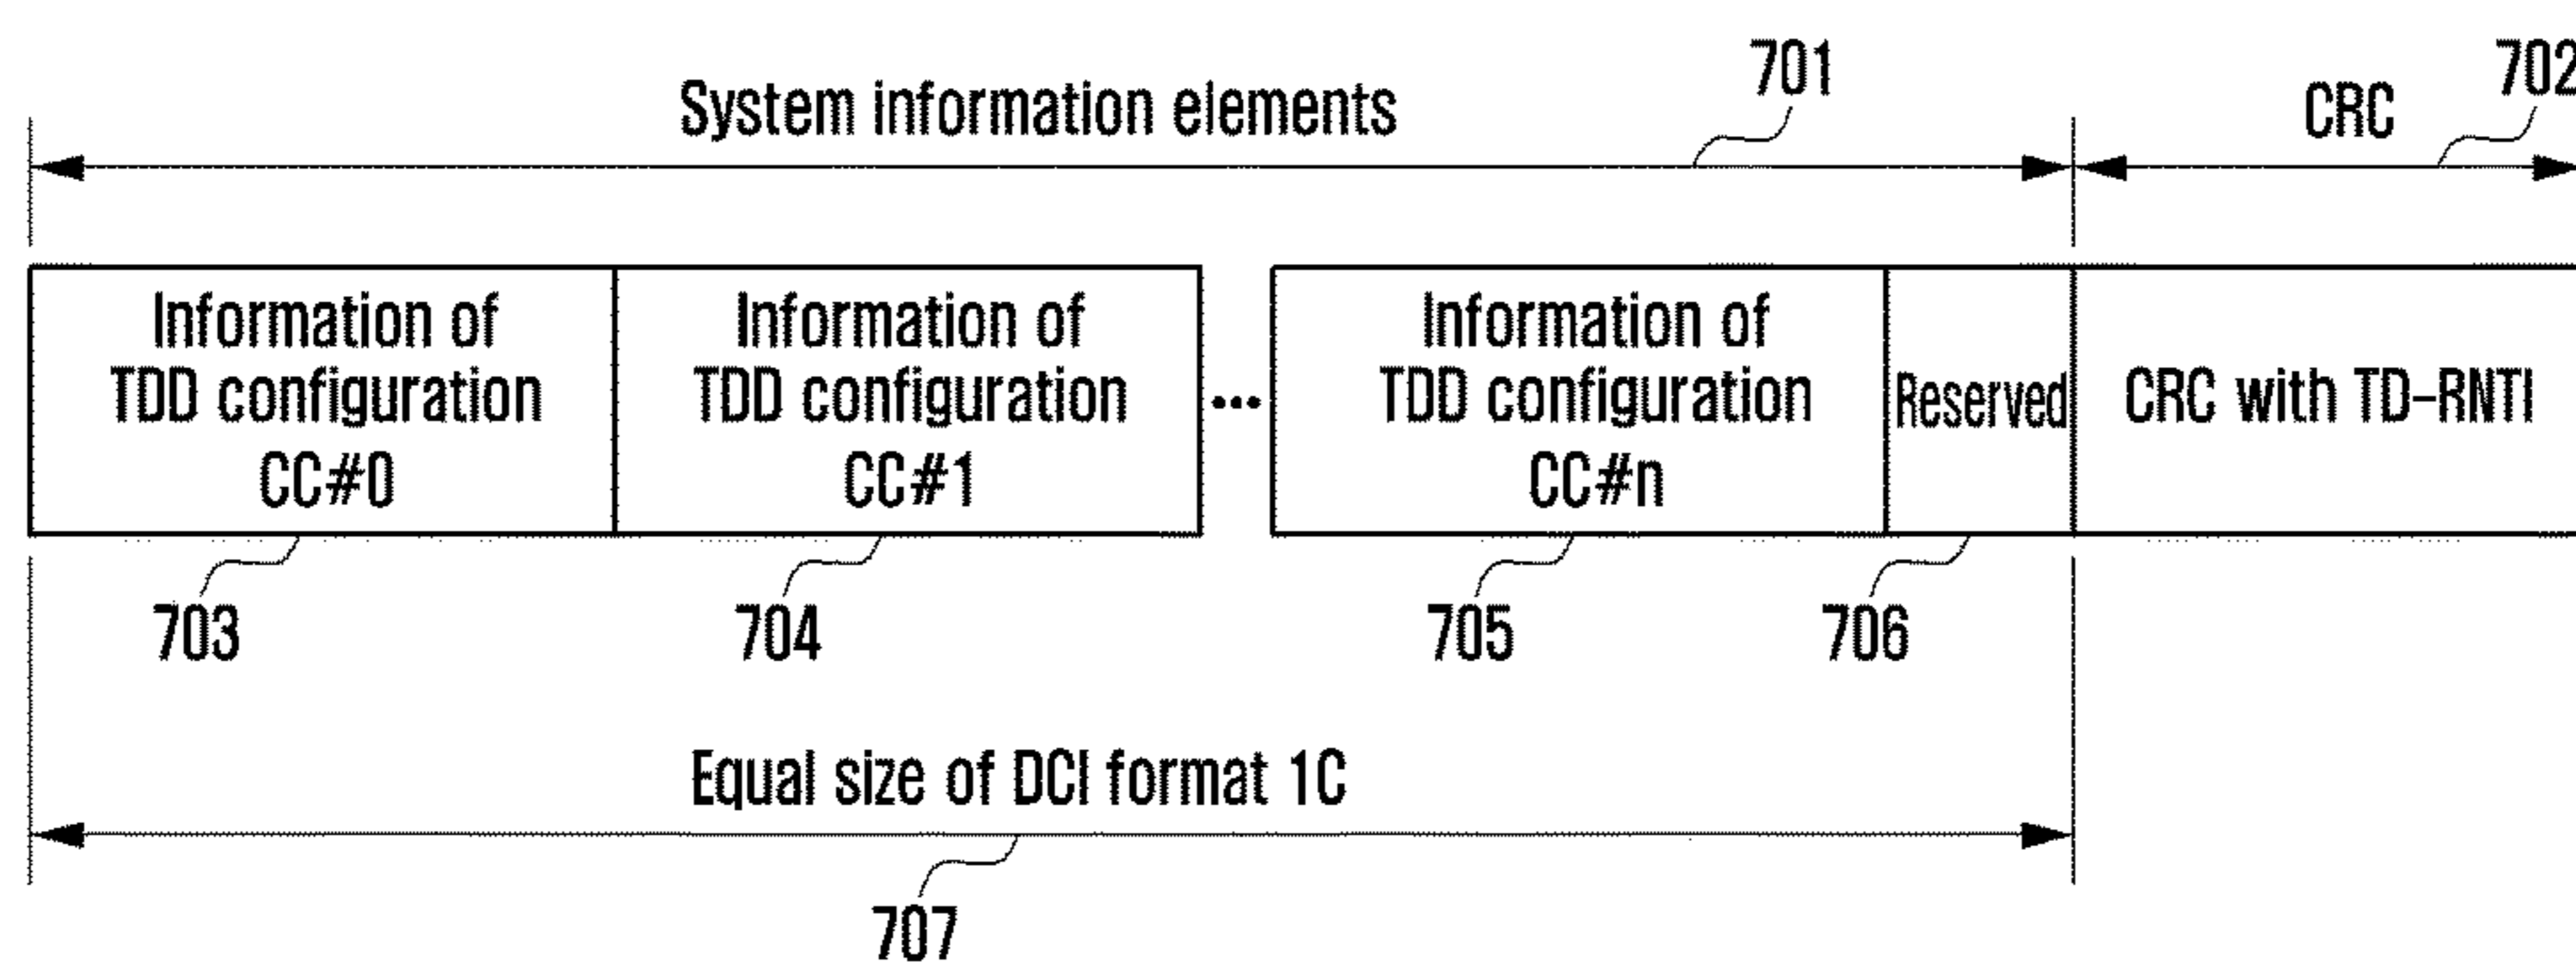 System information elements
701
CRC
702
Information of
TDD configuration
CC#0
Information of
TDD configuration
CC#1
...
Information of
TDD configuration
CC#n
Reserved
CRC with TD-RNTI
703
704
705
706
Equal size of DCI format 1C
707